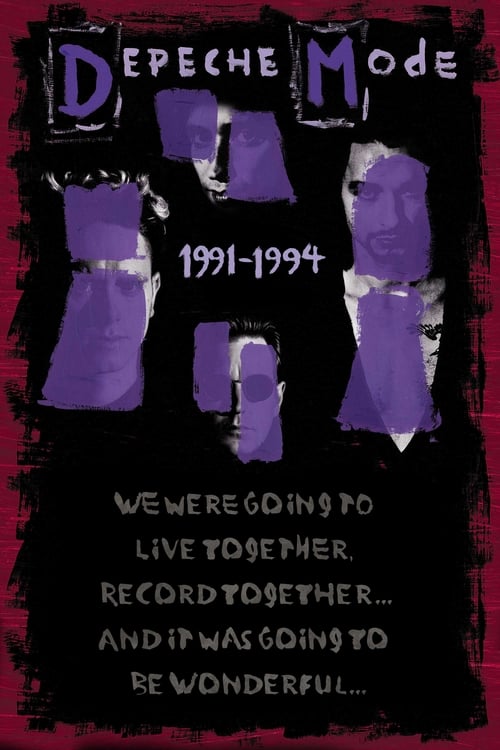 DEPECHE MODE
1991-1994
WE WERE GOING TO
LIVE TOGETHER,
RECORD TOGETHER...
AND IT WAS GOING TO
BE WONDERFUL...